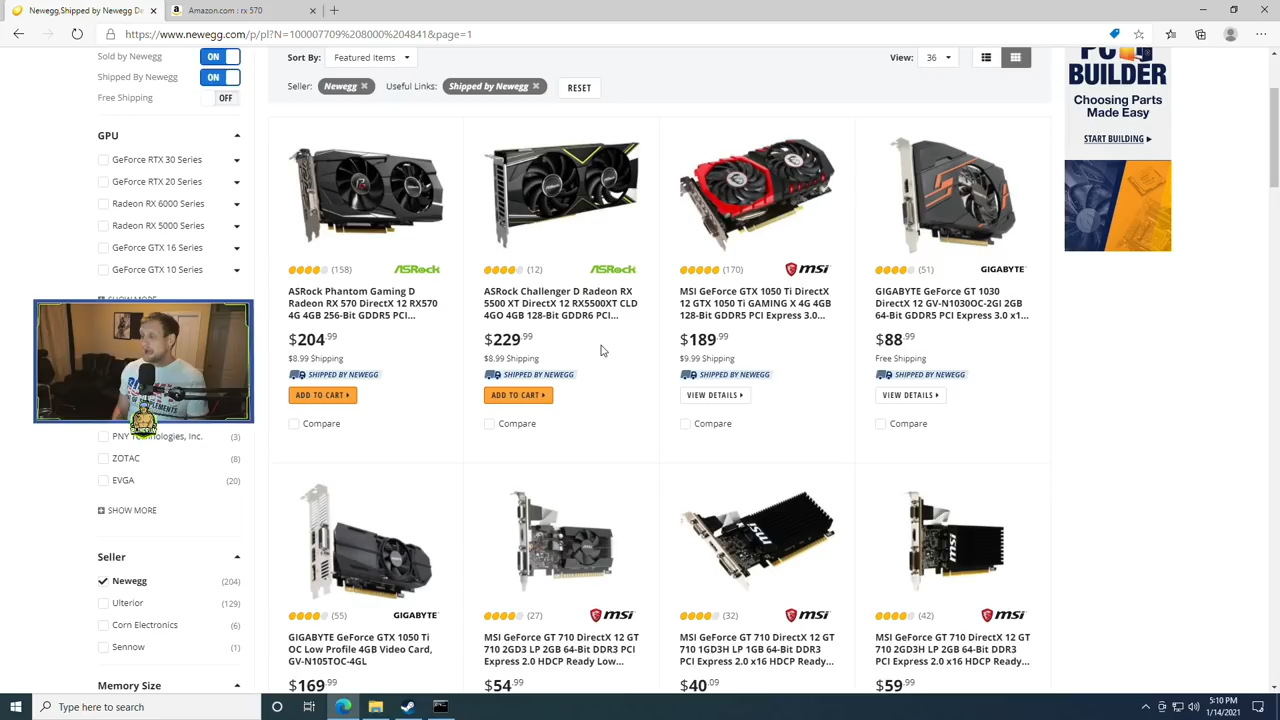 Newegg,Shipped by Newegg De
Amazon.com : rx 570
https://www.newegg.com/p/pl?N=100007709%208000%204841&page=1
Sold by Newegg ON
Shipped By Newegg ON
Free Shipping OFF
Sort By: Featured Items
View: 36
Seller: Newegg Useful Links: Shipped by Newegg RESET
PC
BUILDER
Choosing Parts
Made Easy
START BUILDING
GPU
GeForce RTX 30 Series
GeForce RTX 20 Series
Radeon RX 6000 Series
Radeon RX 5000 Series
GeForce GTX 16 Series
GeForce GTX 10 Series
SHOW MORE
PNY Technologies, Inc. (3)
ZOTAC (8)
EVGA (20)
SHOW MORE
Seller
Newegg (204)
Ulterior (129)
Corn Electronics (6)
Sennow (1)
Memory Size
(158) ASRock
ASRock Phantom Gaming D
Radeon RX 570 DirectX 12 RX570
4G 4GB 256-Bit GDDR5 PCI...
$204.99
$8.99 Shipping
SHIPPED BY NEWEGG
ADD TO CART
Compare
(12) ASRock
ASRock Challenger D Radeon RX
5500 XT DirectX 12 RX5500XT CLD
4GO 4GB 128-Bit GDDR6 PCI...
$229.99
$8.99 Shipping
SHIPPED BY NEWEGG
ADD TO CART
Compare
(170) msi
MSI GeForce GTX 1050 Ti DirectX
12 GTX 1050 Ti GAMING X 4G 4GB
128-Bit GDDR5 PCI Express 3.0...
$189.99
$9.99 Shipping
SHIPPED BY NEWEGG
VIEW DETAILS
Compare
(51) GIGABYTE
GIGABYTE GeForce GT 1030
DirectX 12 GV-N1030OC-2GI 2GB
64-Bit GDDR5 PCI Express 3.0 x1...
$88.99
Free Shipping
SHIPPED BY NEWEGG
VIEW DETAILS
Compare
(55) GIGABYTE
GIGABYTE GeForce GTX 1050 Ti
OC Low Profile 4GB Video Card,
GV-N105TOC-4GL
$169.99
(27) msi
MSI GeForce GT 710 DirectX 12 GT
710 2GD3 LP 2GB 64-Bit DDR3 PCI
Express 2.0 HDCP Ready Low...
$54.99
msi
(32) msi
MSI GeForce GT 710 DirectX 12 GT
710 1GD3H LP 1GB 64-Bit DDR3
PCI Express 2.0 x16 HDCP Ready...
$40.09
msi
(42) msi
MSI GeForce GT 710 DirectX 12 GT
710 2GD3H LP 2GB 64-Bit DDR3
PCI Express 2.0 x16 HDCP Ready...
$59.99
Type here to search
5:10 PM
1/14/2021